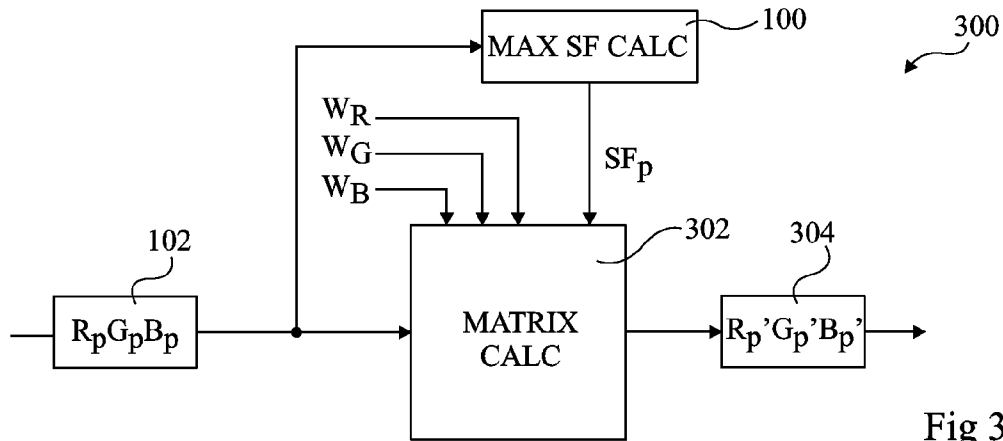 100
300
MAX SF CALC
W_R
W_G
W_B
SF_p
302
304
102
R_pG_pB_p
MATRIX
CALC
R_p'G_p'B_p'
Fig 3